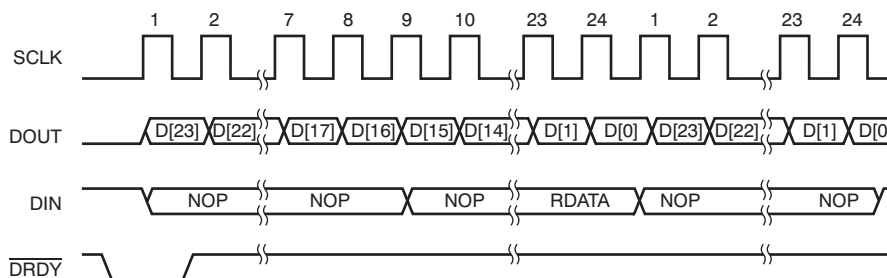 1 2 7 8 9 10 23 24 1 2 23 24
SCLK
DOUT D[23] D[22] D[17] D[16] D[15] D[14] D[1] D[0] D[23] D[22] D[1] D[0
DIN NOP NOP NOP RDATA NOP NOP
DRDY